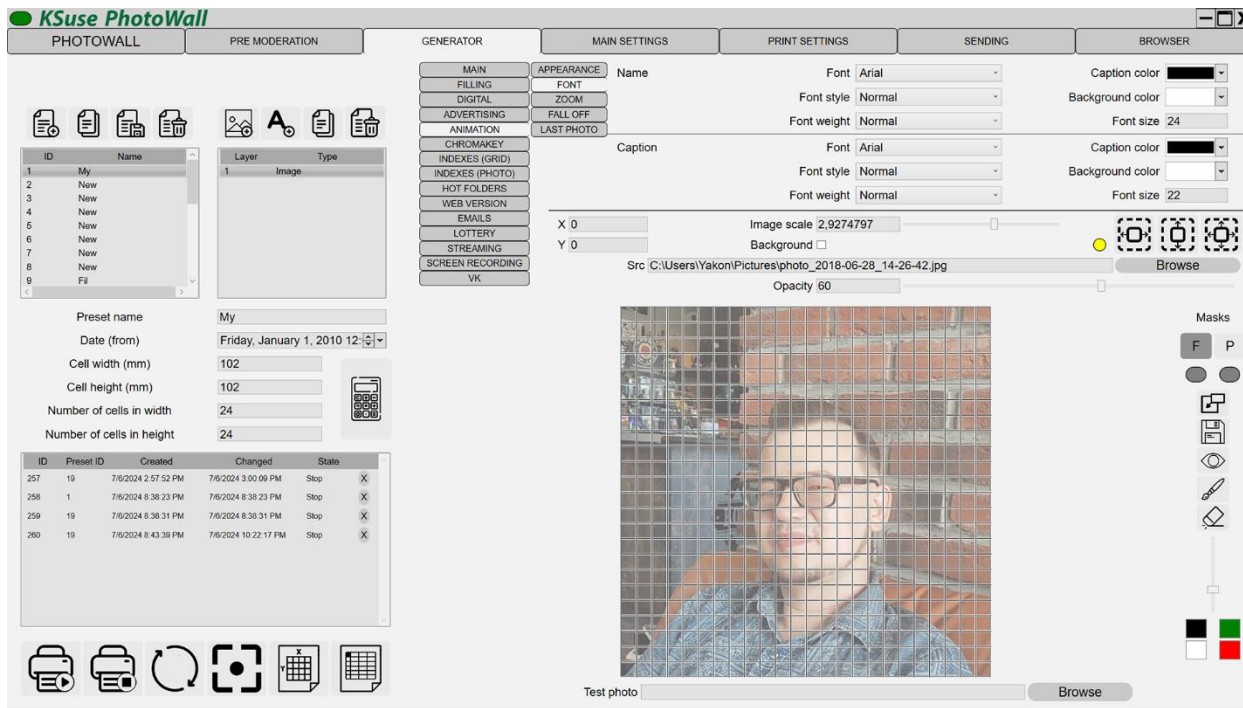 KSuse PhotoWall
PHOTOWALL PRE MODERATION GENERATOR MAIN SETTINGS PRINT SETTINGS SENDING BROWSER
MAIN
FILLING
DIGITAL
ADVERTISING
ANIMATION
CHROMAKEY
INDEXES (GRID)
INDEXES (PHOTO)
HOT FOLDERS
WEB VERSION
EMAILS
LOTTERY
STREAMING
SCREEN RECORDING
VK
APPEARANCE
FONT
ZOOM
FALL OFF
LAST PHOTO
Name Font Arial Caption color
Font style Normal Background color
Font weight Normal Font size 24
Caption Font Arial Caption color
Font style Normal Background color
Font weight Normal Font size 22
X 0 Image scale 2,9274797
Y 0 Background
Src C:\Users\Yakon\Pictures\photo_2018-06-28_14-26-42.jpg Browse
Opacity 60
ID Name
1 My
2 New
3 New
4 New
5 New
6 New
7 New
8 New
9 Fil
Layer Type
1 Image
Preset name My
Date (from) Friday, January 1, 2010 12:
Cell width (mm) 102
Cell height (mm) 102
Number of cells in width 24
Number of cells in height 24
ID Preset ID Created Changed State
257 19 7/6/2024 2:57:52 PM 7/6/2024 3:00:09 PM Stop X
258 1 7/6/2024 8:38:23 PM 7/6/2024 8:38:23 PM Stop X
259 19 7/6/2024 8:38:31 PM 7/6/2024 8:38:31 PM Stop X
260 19 7/6/2024 8:43:39 PM 7/6/2024 10:22:17 PM Stop X
X
Y
Masks
F P
Test photo Browse